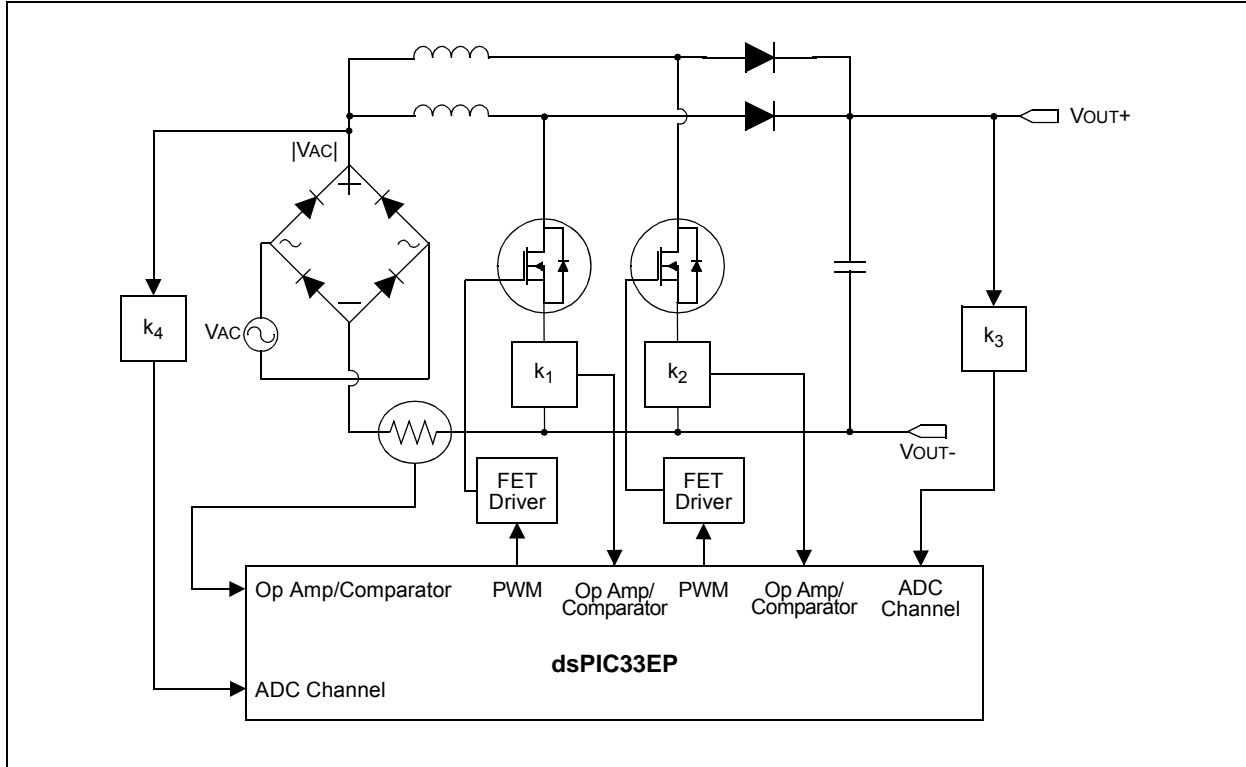 VOUT+
|VAC|
k4
VAC
k1
k2
k3
VOUT-
FET
Driver
FET
Driver
Op Amp/Comparator
PWM
Op Amp/
Comparator
PWM
Op Amp/
Comparator
ADC
Channel
dsPIC33EP
ADC Channel